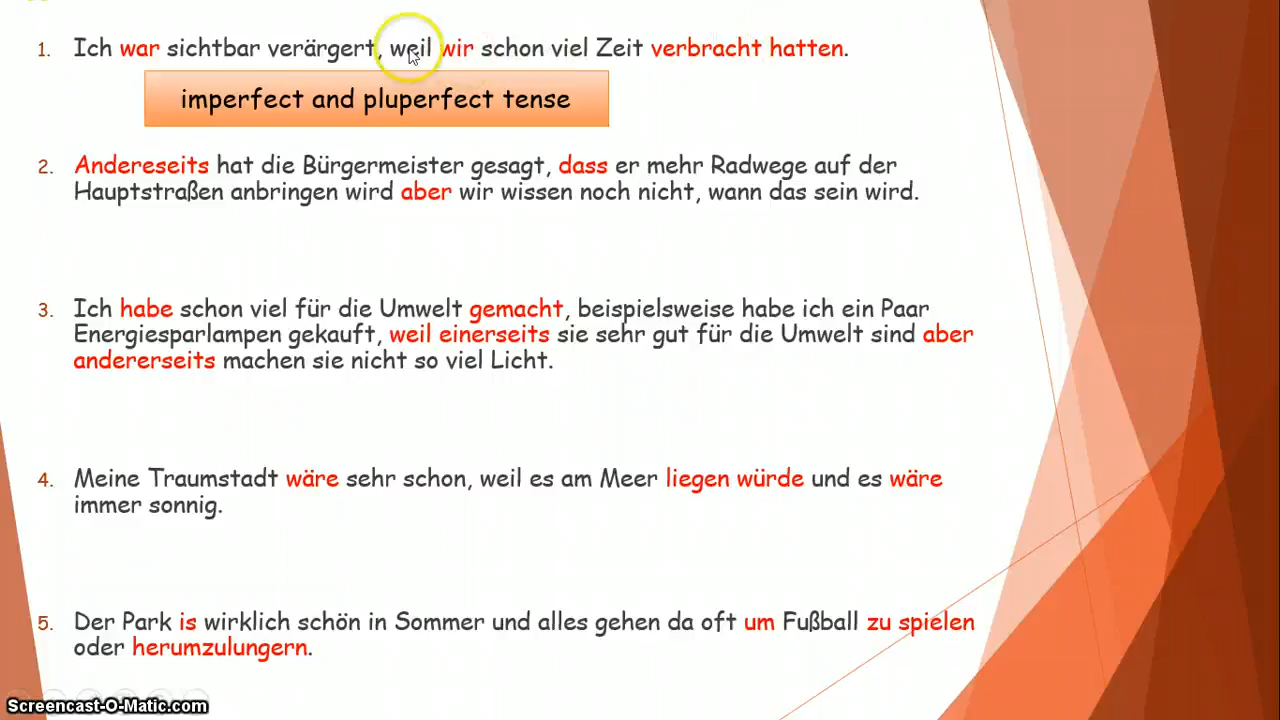 1. Ich war sichtbar verärgert, weil wir schon viel Zeit verbracht hatten.
imperfect and pluperfect tense
2. Andereseits hat die Bürgermeister gesagt, dass er mehr Radwege auf der
Hauptstraßen anbringen wird aber wir wissen noch nicht, wann das sein wird.
3. Ich habe schon viel für die Umwelt gemacht, beispielsweise habe ich ein Paar
Energiesparlampen gekauft, weil einerseits sie sehr gut für die Umwelt sind aber
andererseits machen sie nicht so viel Licht.
4. Meine Traumstadt wäre sehr schon, weil es am Meer liegen würde und es wäre
immer sonnig.
5. Der Park is wirklich schön in Sommer und alles gehen da oft um Fußball zu spielen
oder herumzulungern.
Screencast-O-Matic.com